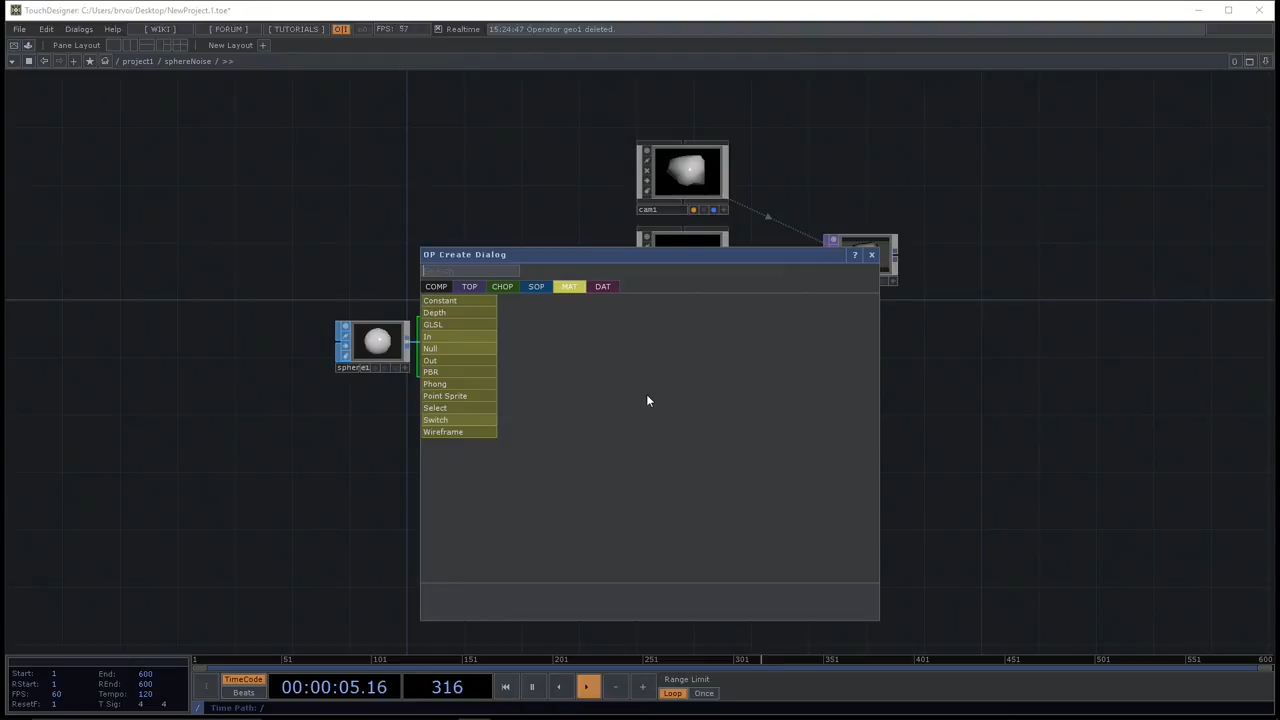 TouchDesigner: C:/Users/brvoi/Desktop/NewProject.1.toe*
File Edit Dialogs Help [ WIKI ] [ FORUM ] [ TUTORIALS ] O|I FPS: 57 Realtime 15:24:47 Operator geo1 deleted.
Pane Layout New Layout +
/ project1 / sphereNoise / >> 0
cam1
OP Create Dialog ?
COMP TOP CHOP SOP MAT DAT
Constant
Depth
GLSL
In
Null
Out
PBR
Phong
Point Sprite
Select
Switch
Wireframe
sphere1
1 51 101 151 201 251 301 351 401 451 501 551 600
Start: 1 End: 600
RStart: 1 REnd: 600
FPS: 60 Tempo: 120
ResetF: 1 T Sig: 4 4
TimeCode
Beats
00:00:05.16 316
Range Limit
Loop Once
/ Time Path: /